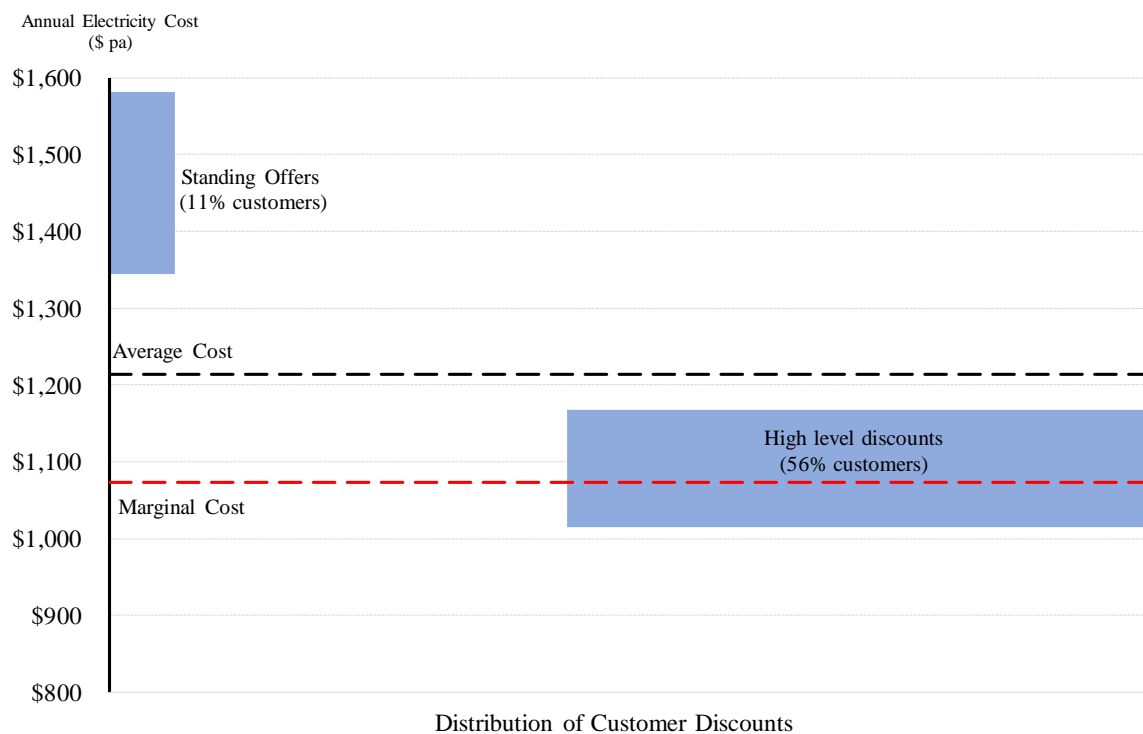 Annual Electricity Cost
($ pa)
$1,600
$1,500
Standing Offers
(11% customers)
$1,400
$1,300
Average Cost
$1,200
High level discounts
(56% customers)
$1,100
Marginal Cost
$1,000
$900
$800
Distribution of Customer Discounts